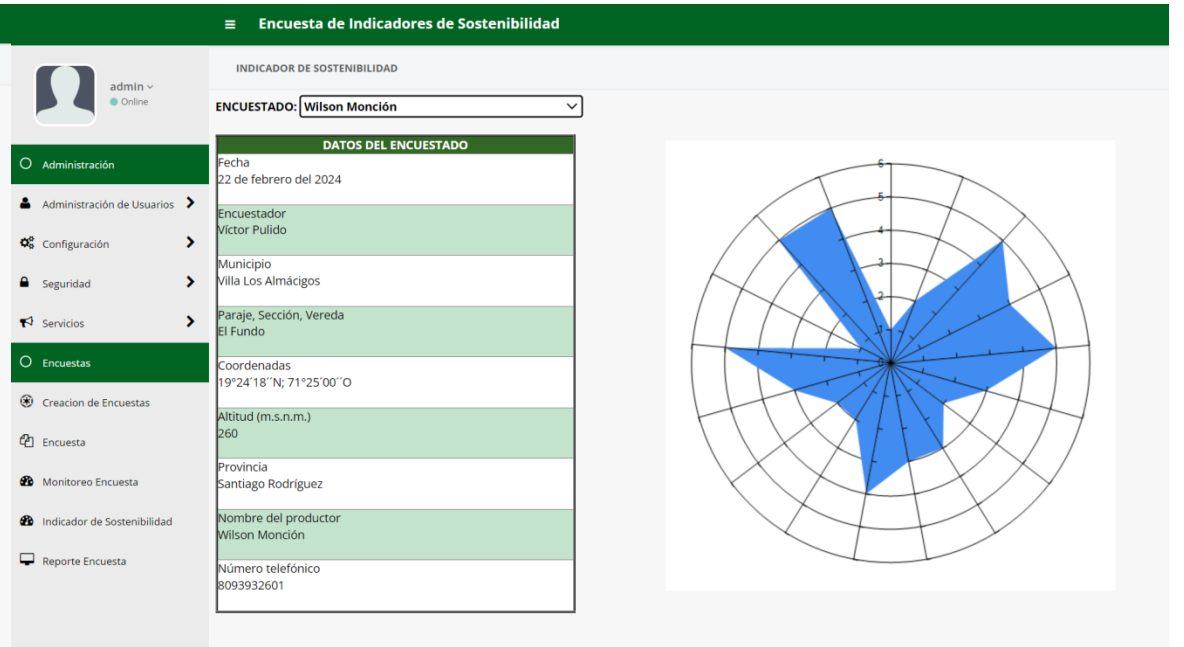 Encuesta de Indicadores de Sostenibilidad
admin
Online
Administración
Administración de Usuarios
Configuración
Seguridad
Servicios
Encuestas
Creacion de Encuestas
Encuesta
Monitoreo Encuesta
Indicador de Sostenibilidad
Reporte Encuesta
INDICADOR DE SOSTENIBILIDAD
ENCUESTADO: Wilson Monción
DATOS DEL ENCUESTADO
Fecha
22 de febrero del 2024
Encuestador
Víctor Pulido
Municipio
Villa Los Almácigos
Paraje, Sección, Vereda
El Fundo
Coordenadas
19°24´18´´N; 71°25´00´´O
Altitud (m.s.n.m.)
260
Provincia
Santiago Rodríguez
Nombre del productor
Wilson Monción
Número telefónico
8093932601
6
5
4
3
2
1
0